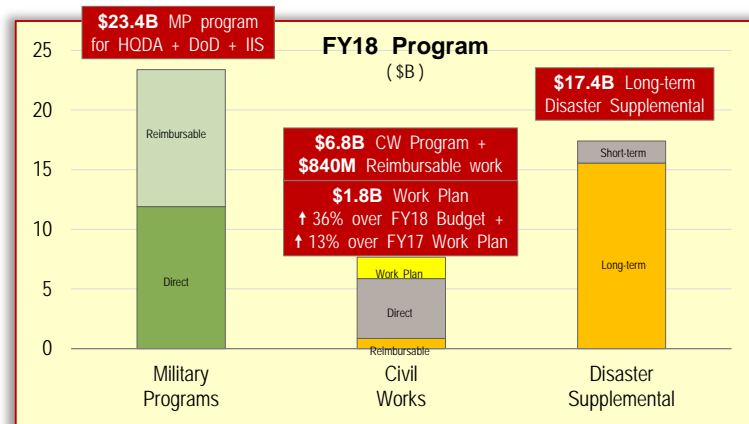 $23.4B MP program
for HQDA + DoD + IIS
FY18 Program
( $B )
$17.4B Long-term
Disaster Supplemental
$6.8B CW Program +
$840M Reimbursable work
$1.8B Work Plan
↑ 36% over FY18 Budget +
↑ 13% over FY17 Work Plan
25
20
15
10
5
0
Reimbursable
Direct
Work Plan
Direct
Reimbursable
Short-term
Long-term
Military
Programs
Civil
Works
Disaster
Supplemental